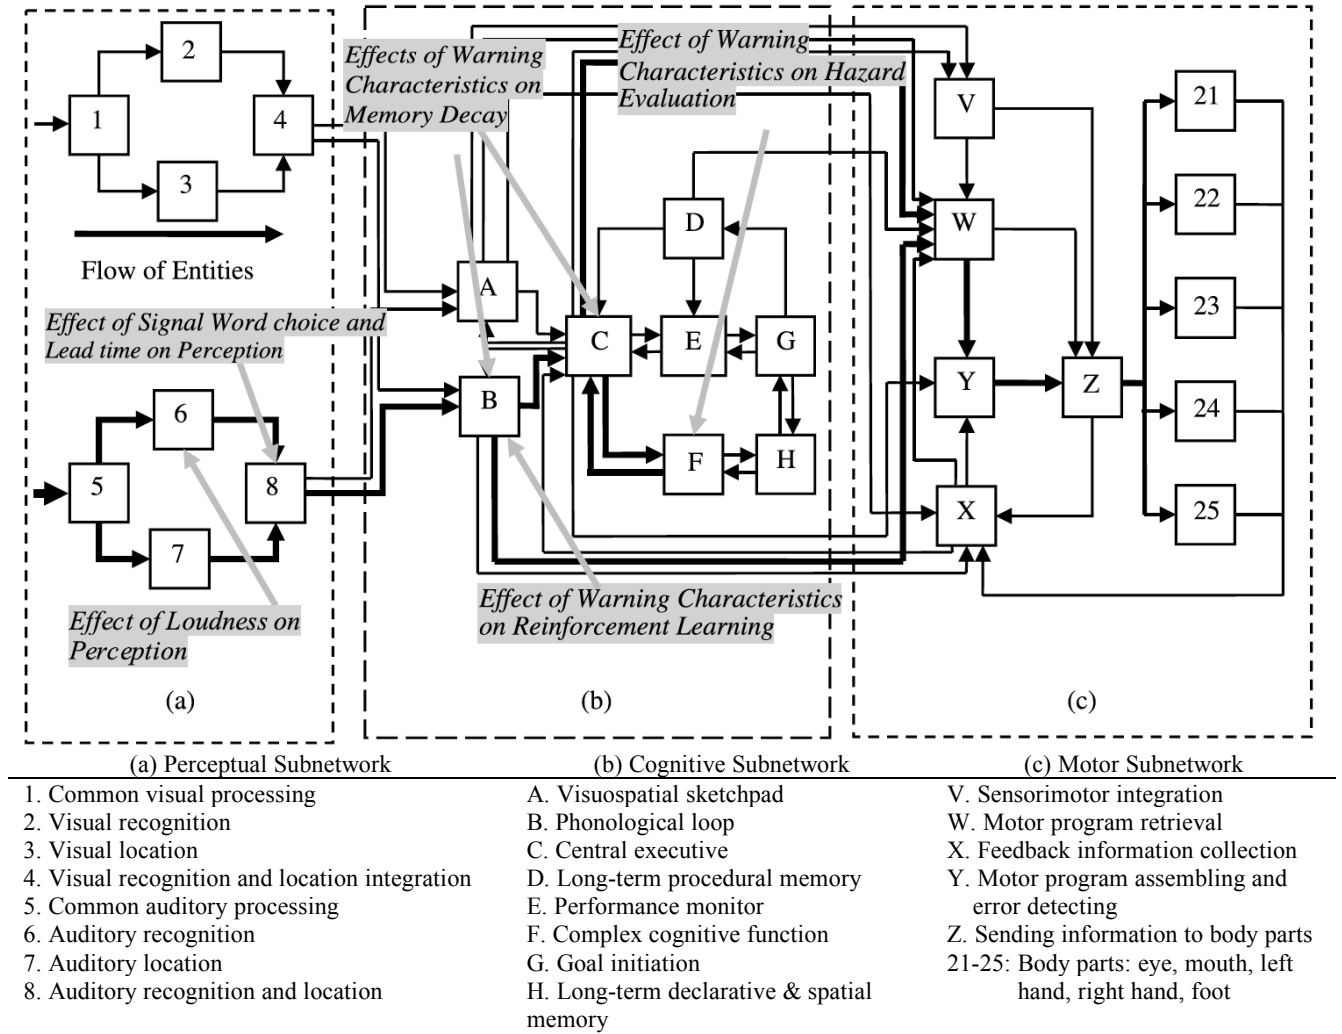 2
1
4
3
Flow of Entities
Effect of Signal Word choice and
Lead time on Perception
6
5
8
7
Effect of Loudness on
Perception
(a)
Effects of Warning
Characteristics on
Memory Decay
Effect of Warning
Characteristics on Hazard
Evaluation
D
A
C
E
G
B
F
H
Effect of Warning Characteristics
on Reinforcement Learning
(b)
V
W
Y
Z
X
21
22
23
24
25
(c)
(a) Perceptual Subnetwork
(b) Cognitive Subnetwork
(c) Motor Subnetwork
1. Common visual processing
2. Visual recognition
3. Visual location
4. Visual recognition and location integration
5. Common auditory processing
6. Auditory recognition
7. Auditory location
8. Auditory recognition and location
A. Visuospatial sketchpad
B. Phonological loop
C. Central executive
D. Long-term procedural memory
E. Performance monitor
F. Complex cognitive function
G. Goal initiation
H. Long-term declarative & spatial
memory
V. Sensorimotor integration
W. Motor program retrieval
X. Feedback information collection
Y. Motor program assembling and
error detecting
Z. Sending information to body parts
21-25: Body parts: eye, mouth, left
hand, right hand, foot